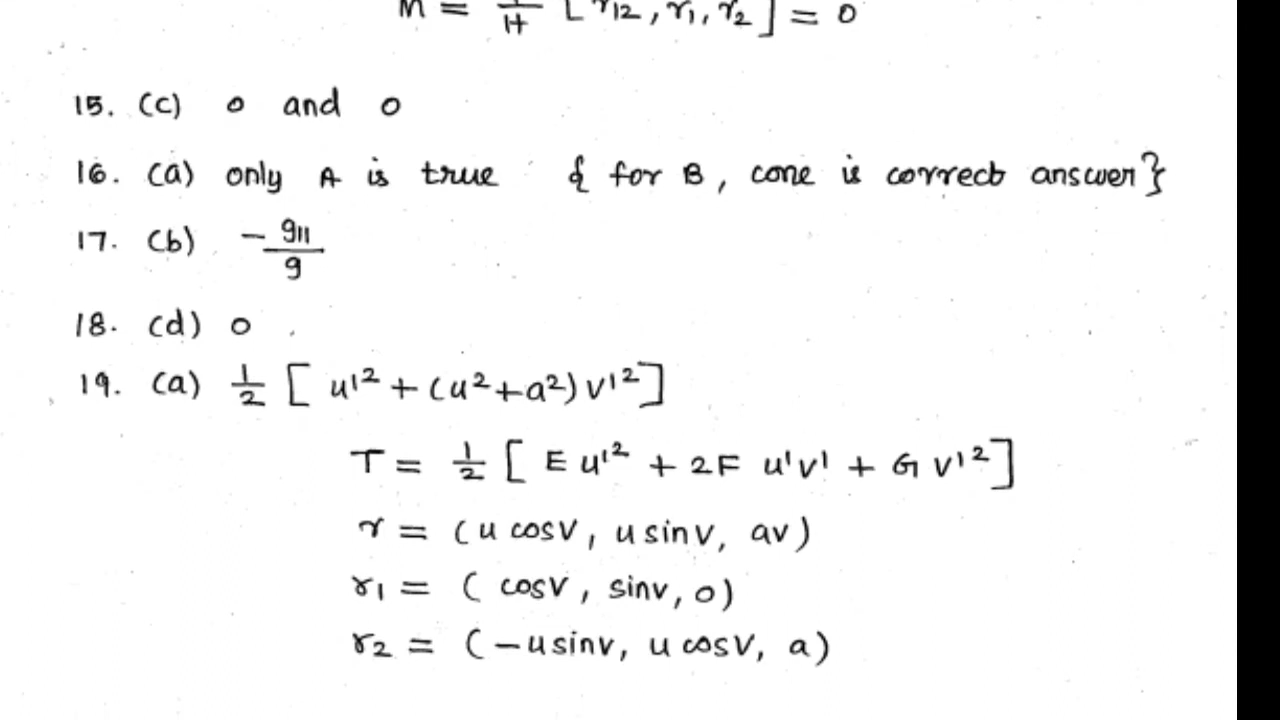 M = 1/H [r12, r1, r2] = 0
15. (c) 0 and 0
16. (a) only A is true { for B, cone is correct answer}
17. (b) - g11/g
18. (d) 0
19. (a) 1/2 [ u'² + (u²+a²) v'²]
T = 1/2 [ E u'² + 2F u'v' + G v'²]
r = (u cosv, u sinv, av)
r1 = ( cosv, sinv, 0)
r2 = (-u sinv, u cosv, a)